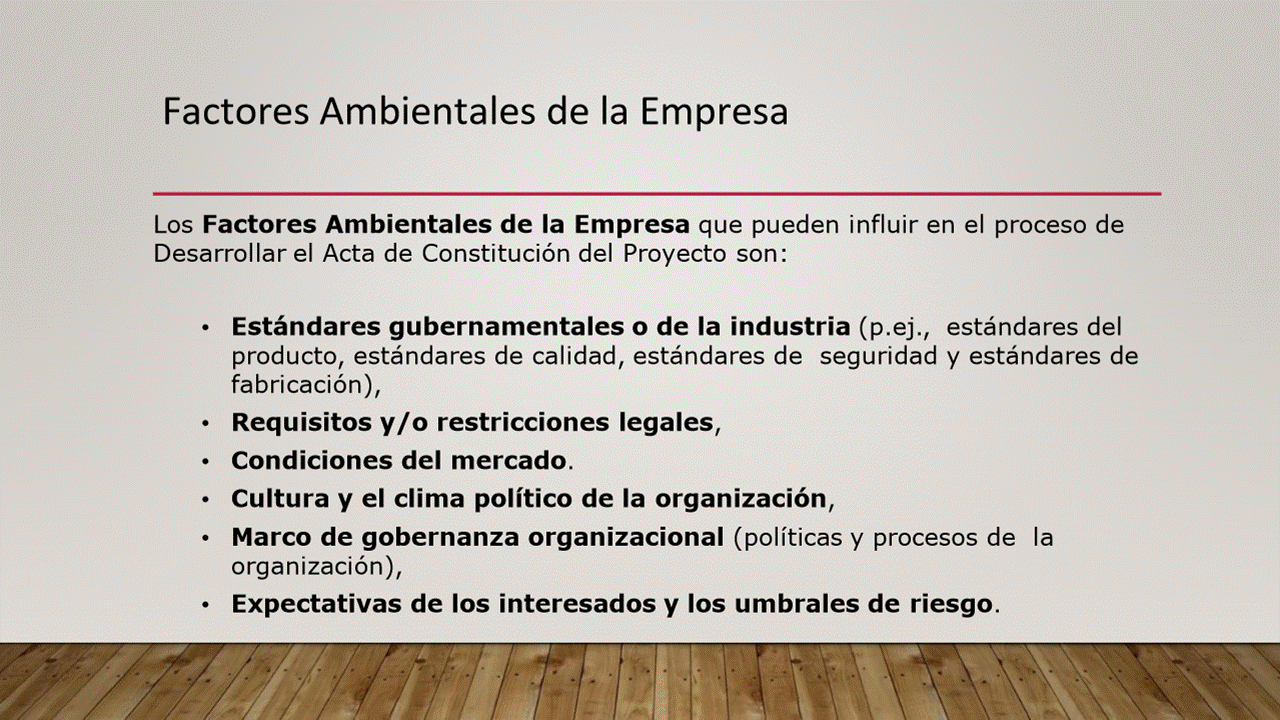 Factores Ambientales de la Empresa
Los Factores Ambientales de la Empresa que pueden influir en el proceso de
Desarrollar el Acta de Constitución del Proyecto son:
• Estándares gubernamentales o de la industria (p.ej.,  estándares del
producto, estándares de calidad, estándares de  seguridad y estándares de
fabricación),
• Requisitos y/o restricciones legales,
• Condiciones del mercado.
• Cultura y el clima político de la organización,
• Marco de gobernanza organizacional (políticas y procesos de  la
organización),
• Expectativas de los interesados y los umbrales de riesgo.